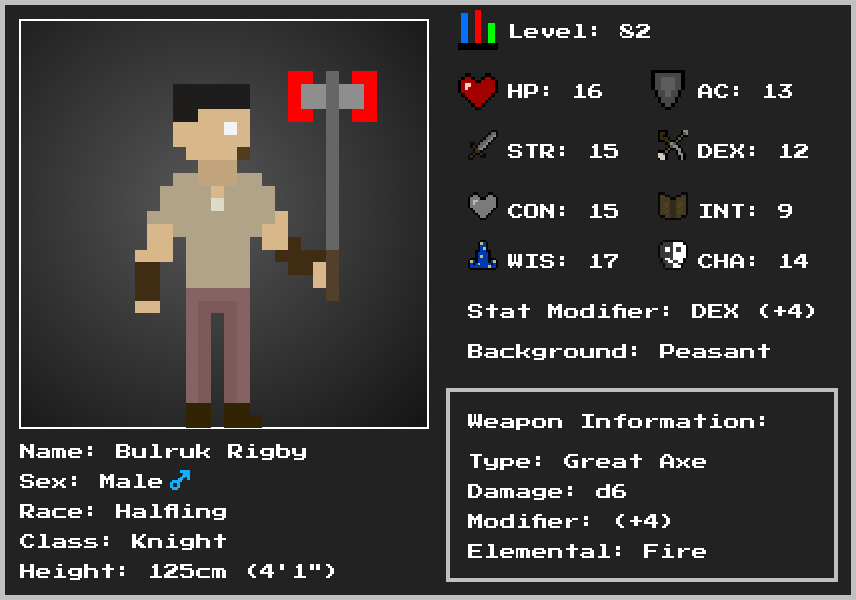 Level: 82
HP: 16 AC: 13
STR: 15 DEX: 12
CON: 15 INT: 9
WIS: 17 CHA: 14
Stat Modifier: DEX (+4)
Background: Peasant
Weapon Information:
Type: Great Axe
Damage: d6
Modifier: (+4)
Elemental: Fire
Name: Bulruk Rigby
Sex: Male ♂
Race: Halfling
Class: Knight
Height: 125cm (4'1")